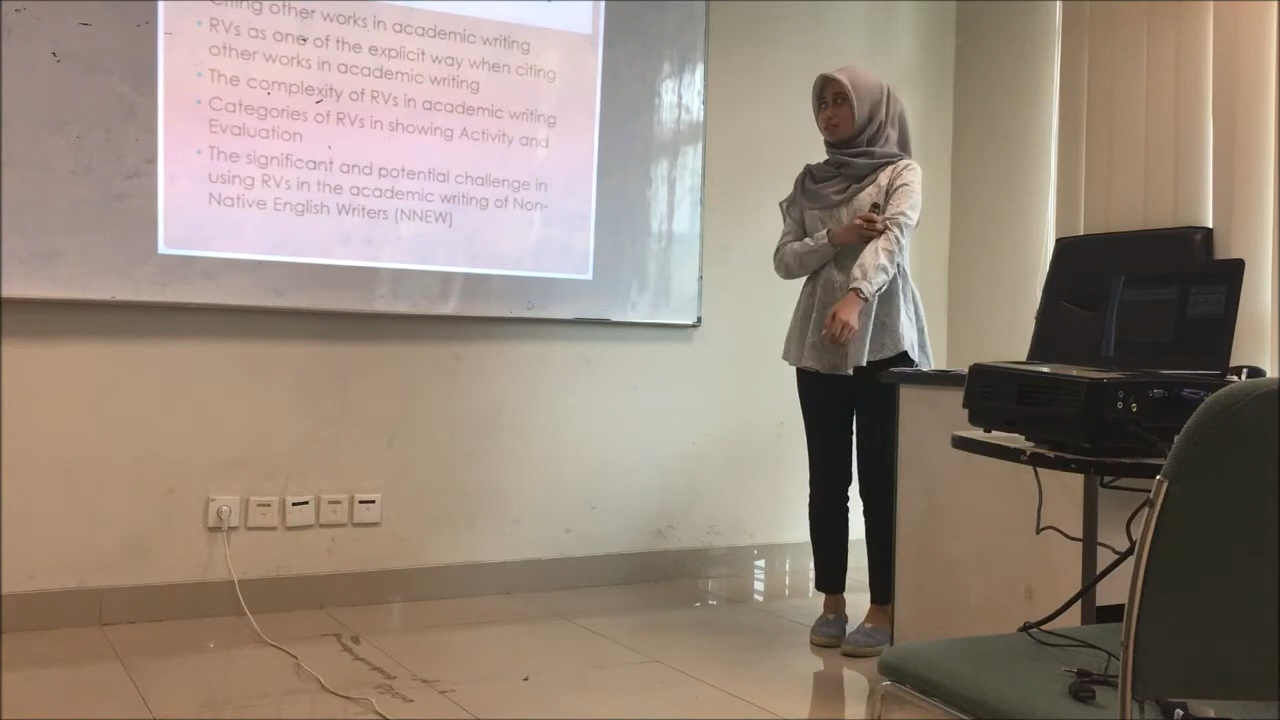 Citing other works in academic writing
RVs as one of the explicit way when citing
other works in academic writing
The complexity of RVs in academic writing
Categories of RVs in showing Activity and
Evaluation
The significant and potential challenge in
using RVs in the academic writing of Non-
Native English Writers (NNEW)